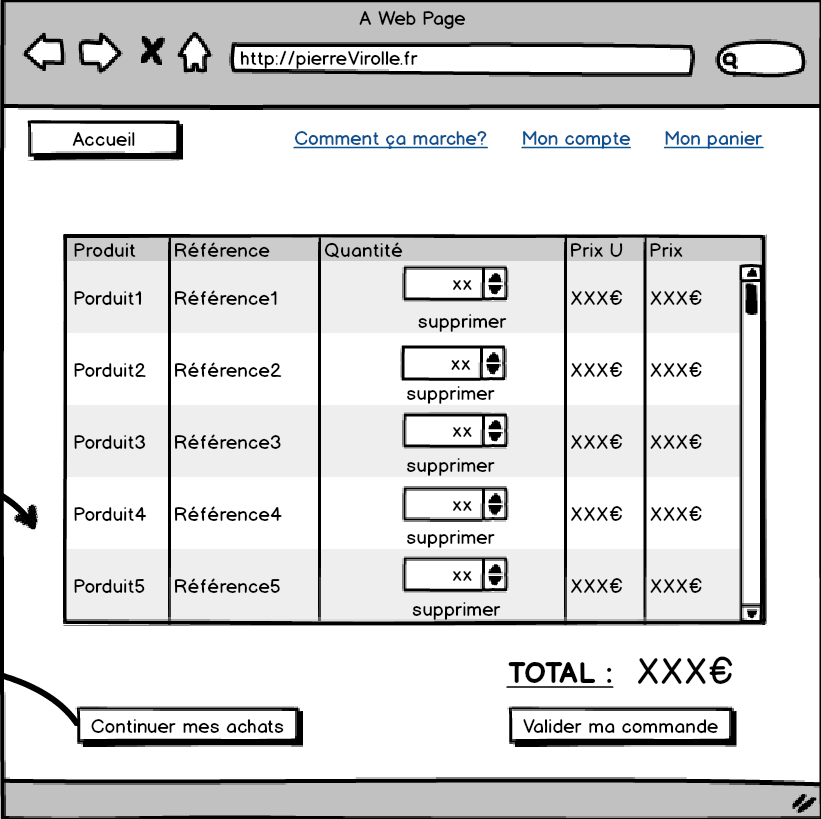 A Web Page
http://pierreVirolle.fr
Accueil Comment ça marche? Mon compte Mon panier
Produit Référence Quantité Prix U Prix
xx
Porduit1 Référence1 XXX€ XXX€
supprimer
xx
Porduit2 Référence2 XXX€ XXX€
supprimer
xx
Porduit3 Référence3 XXX€ XXX€
supprimer
xx
Porduit4 Référence4 XXX€ XXX€
supprimer
xx
Porduit5 Référence5 XXX€ XXX€
supprimer
TOTAL : XXX€
Continuer mes achats Valider ma commande